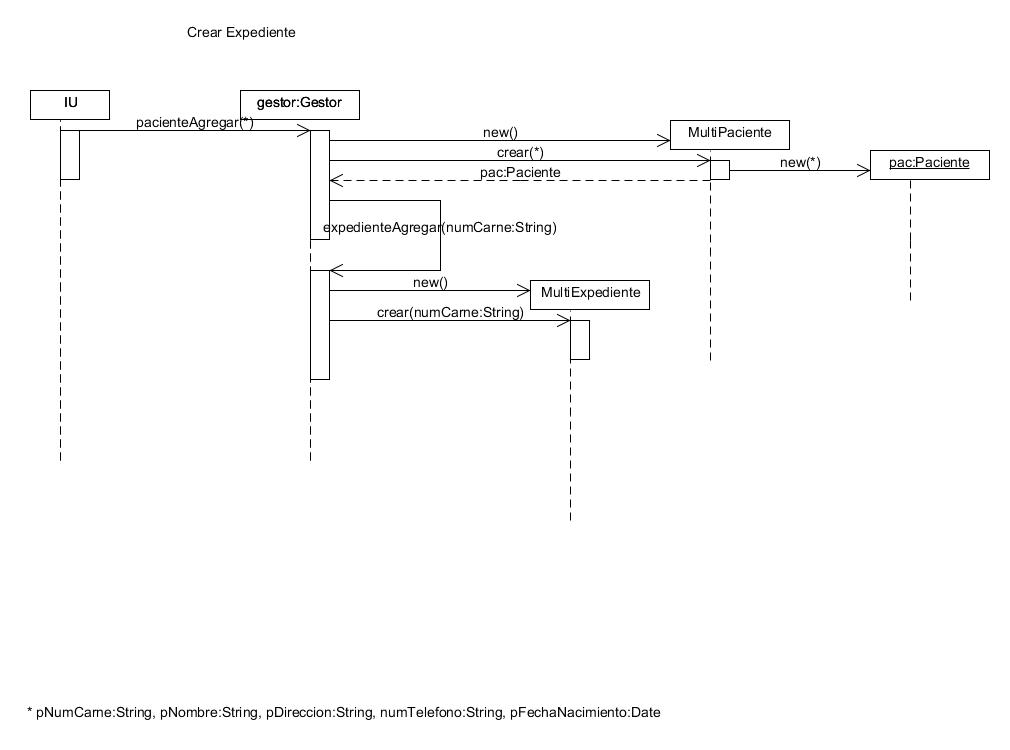 Crear Expediente
IU
gestor:Gestor
pacienteAgregar(*)
new()
MultiPaciente
crear(*)
new(*)
pac:Paciente
pac:Paciente
expedienteAgregar(numCarne:String)
new()
MultiExpediente
crear(numCarne:String)
* pNumCarne:String, pNombre:String, pDireccion:String, numTelefono:String, pFechaNacimiento:Date